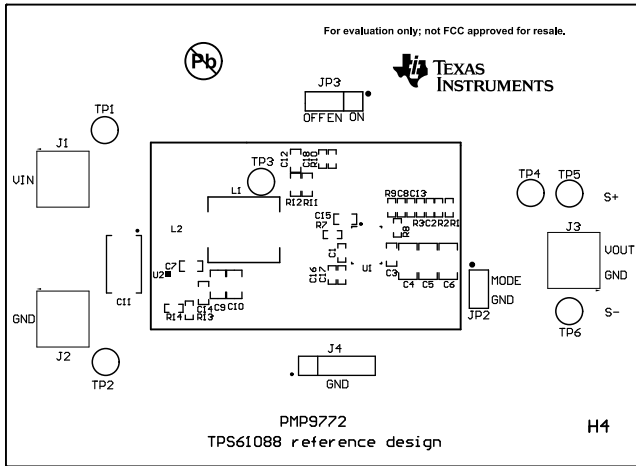 For evaluation only; not FCC approved for resale.
Pb
TEXAS
INSTRUMENTS
JP3
OFF EN ON
TP1
J1
VIN
C12
C18
R10
TP3
R12 R11
L1
L2
R9 C8 C13
R3 C2 R2 R1
C15
R7
R8
TP4 TP5
S+
J3
VOUT
GND
C7
U2
C1
C16
C17
U1
C3
C4 C5 C6
MODE
GND
JP2
C11
C14
C9 C10
R14 R13
GND
J2
TP2
TP6
S-
J4
GND
PMP9772
H4
TPS61088 reference design